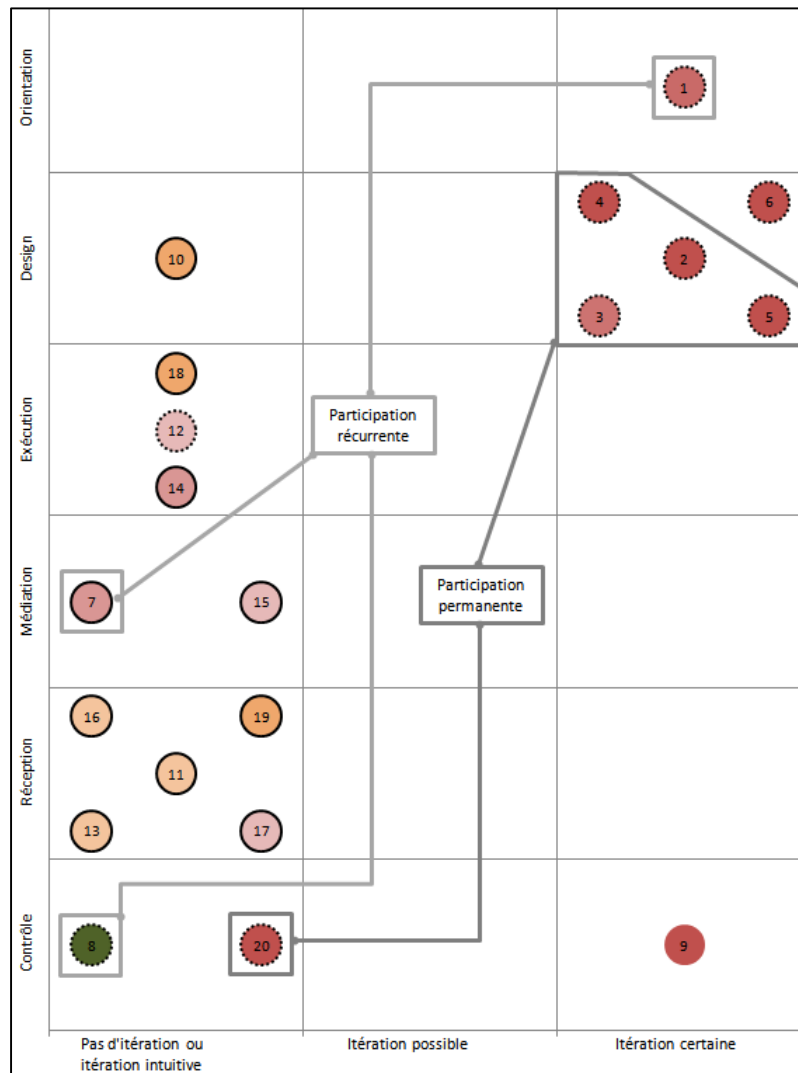 Orientation
1
Design
4
6
10
2
3
5
Exécution
18
12
14
Participation
récurrente
Médiation
7
15
Participation
permanente
Réception
16
19
11
13
17
Contrôle
8
20
9
Pas d'itération ou
itération intuitive
Itération possible
Itération certaine